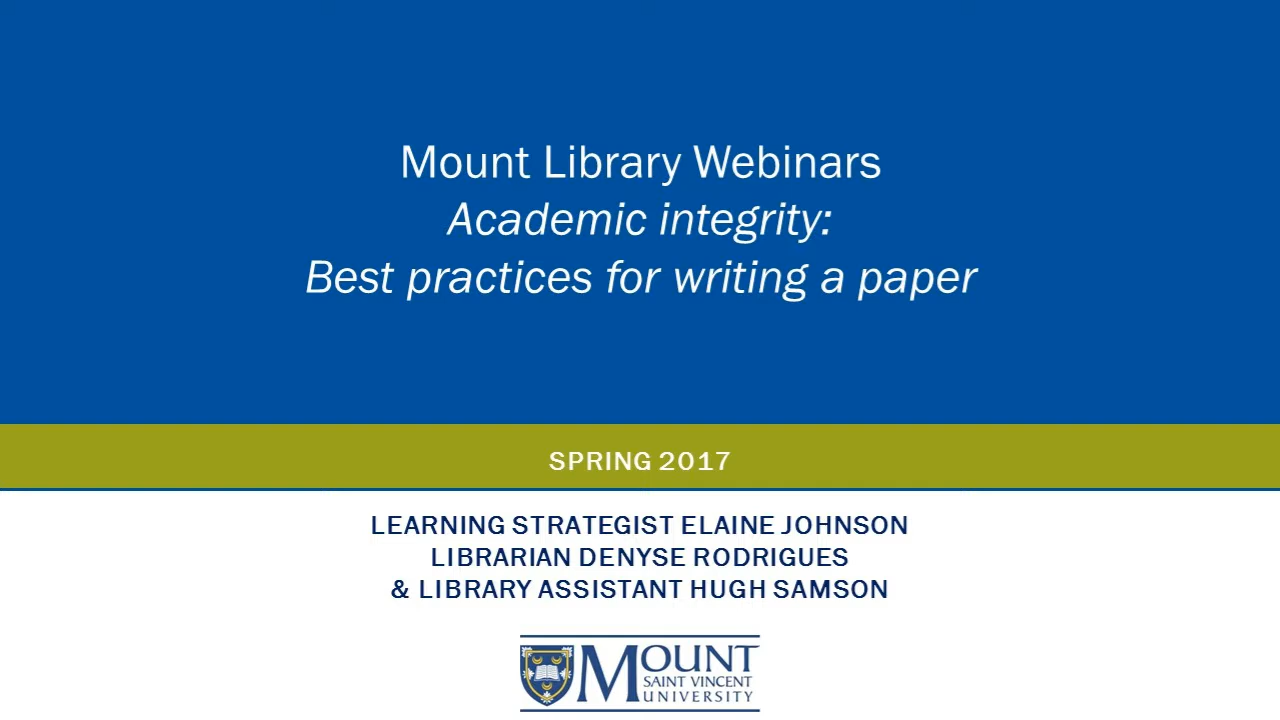 Mount Library Webinars
Academic integrity:
Best practices for writing a paper
SPRING 2017
LEARNING STRATEGIST ELAINE JOHNSON
LIBRARIAN DENYSE RODRIGUES
& LIBRARY ASSISTANT HUGH SAMSON
MOUNT
SAINT VINCENT
UNIVERSITY